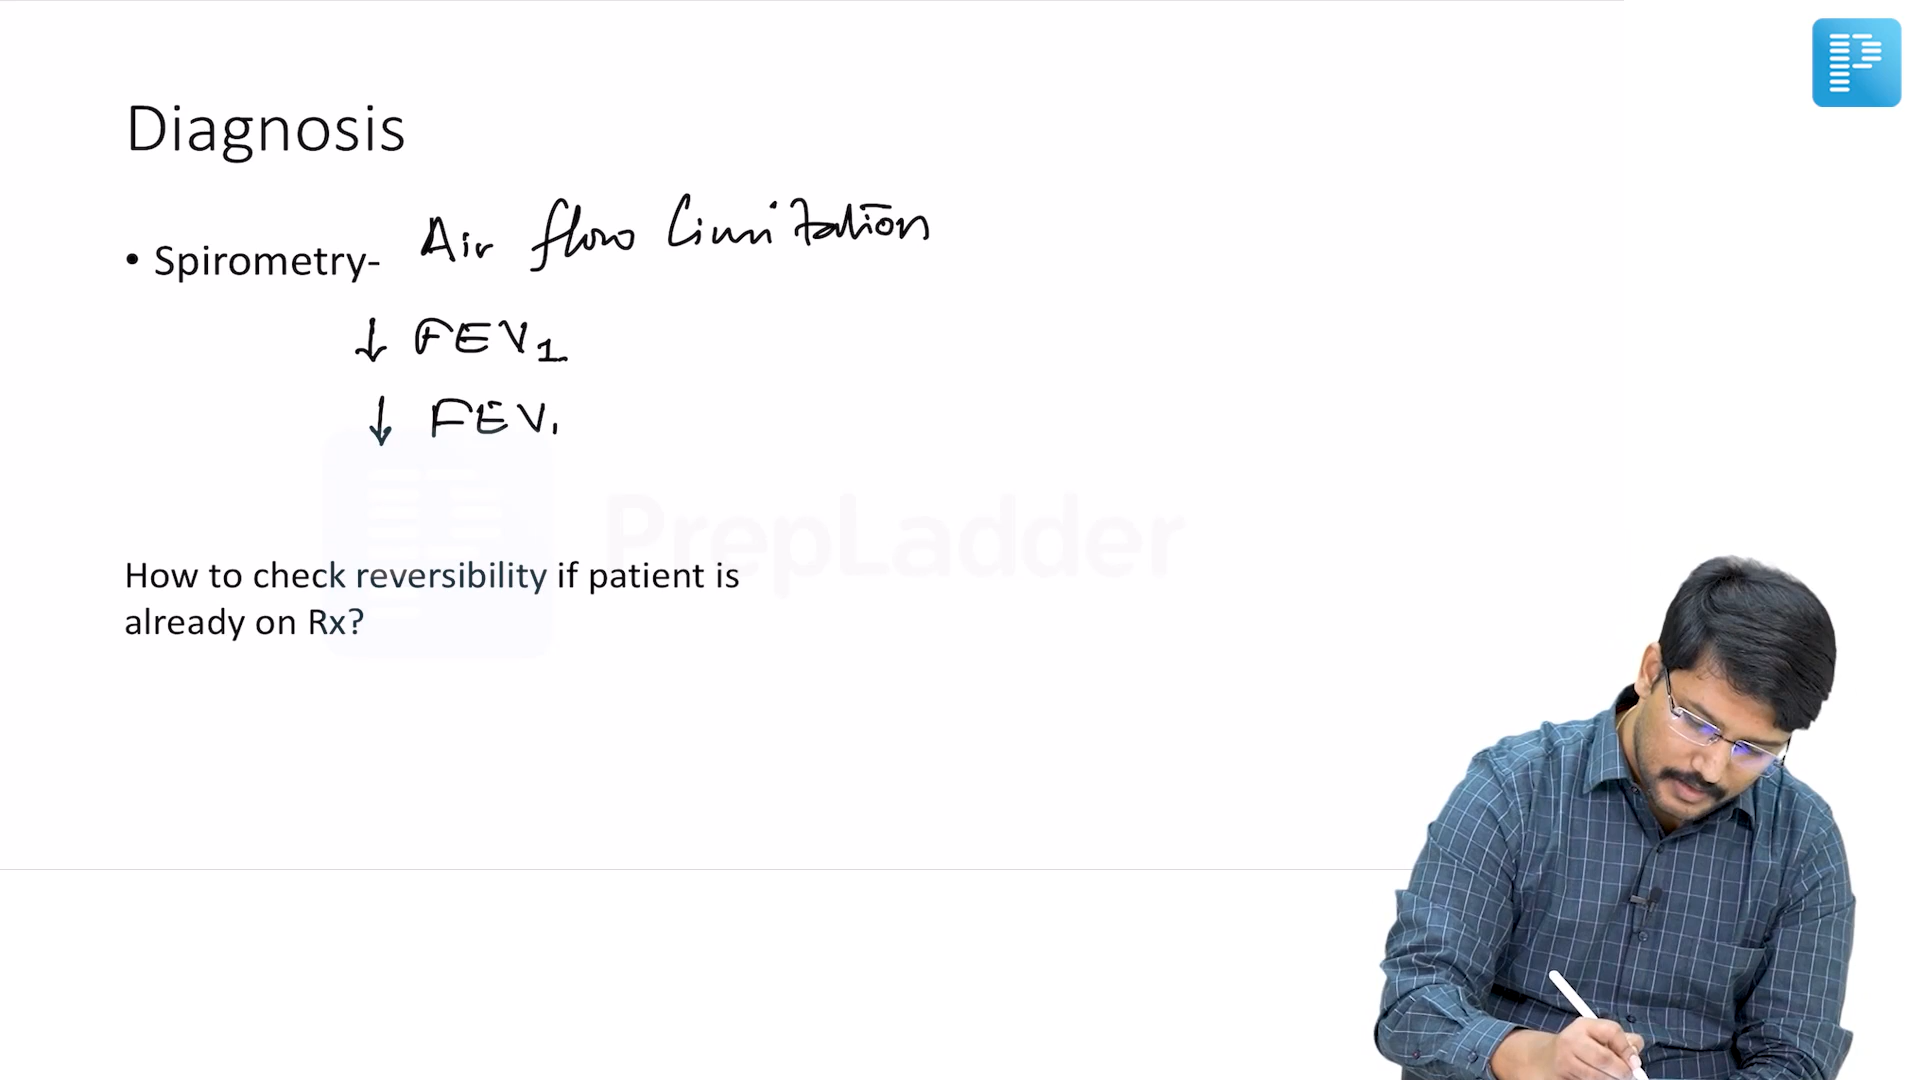 Diagnosis
• Spirometry- Air flow limitation
↓ FEV1
↓ FEV1
PrepLadder
How to check reversibility if patient is
already on Rx?